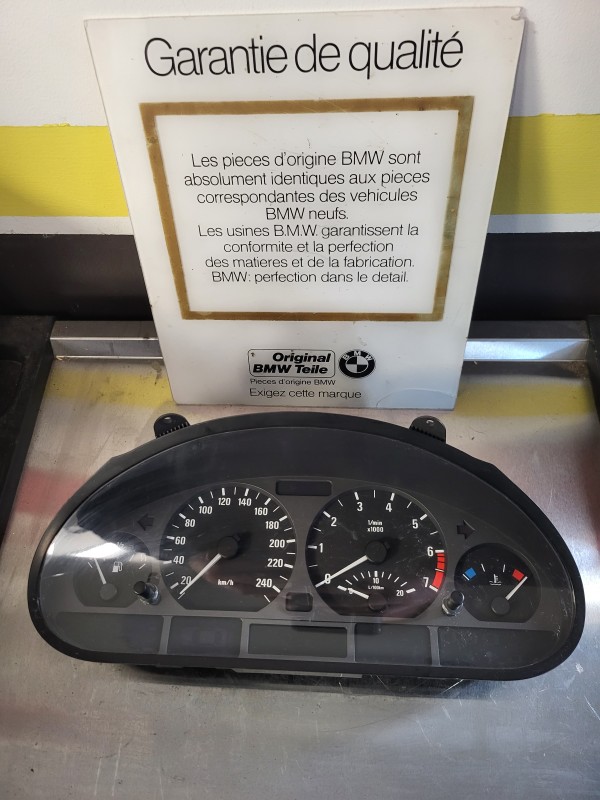 Garantie de qualité
Les pieces d'origine BMW sont
absolument identiques aux pieces
correspondantes des vehicules
BMW neufs.
Les usines B.M.W. garantissent la
conformite et la perfection
des matieres et de la fabrication.
BMW: perfection dans le detail.
Original
BMW Teile
BMW
Pieces d'origine BMW
Exigez cette marque
20
40
60
80
100
120
140
160
180
200
220
240
km/h
0
1
2
3
4
5
6
7
1/min
x1000
10
20
L/100km